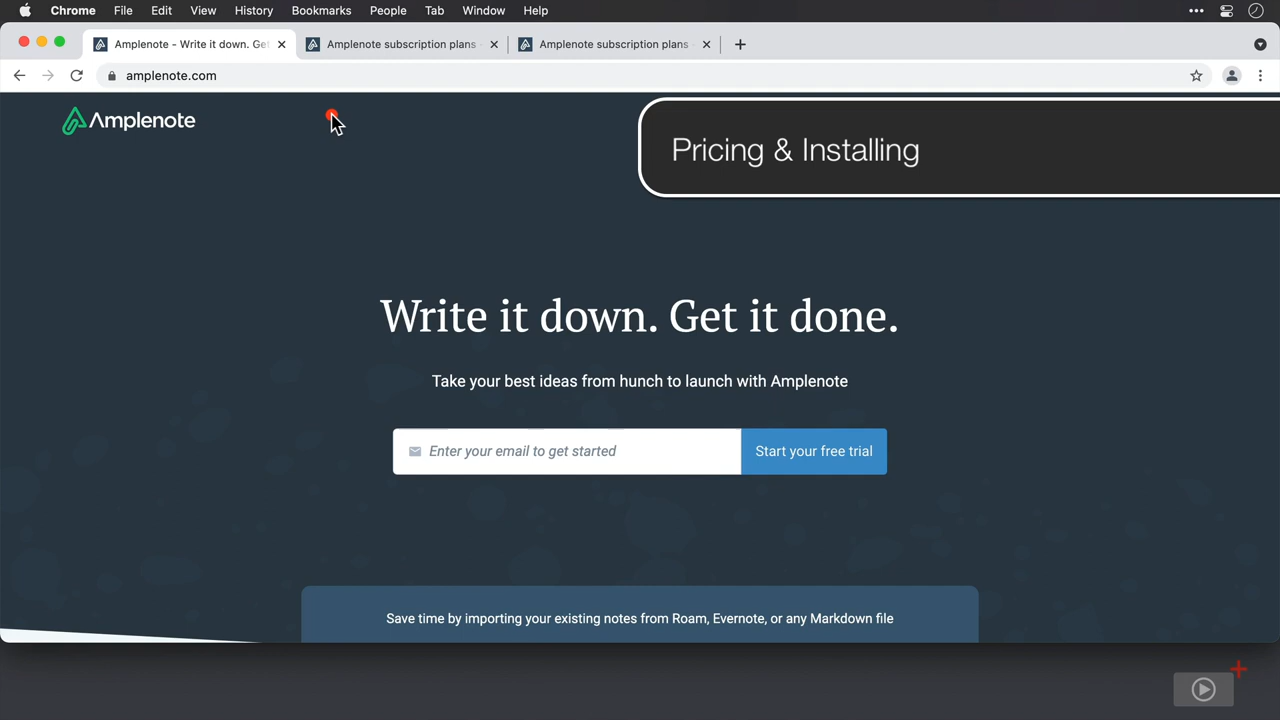 Chrome File Edit View History Bookmarks People Tab Window Help
Amplenote - Write it down. Get
Amplenote subscription plans -
Amplenote subscription plans -
amplenote.com
Amplenote
Pricing & Installing
Write it down. Get it done.
Take your best ideas from hunch to launch with Amplenote
Enter your email to get started
Start your free trial
Save time by importing your existing notes from Roam, Evernote, or any Markdown file